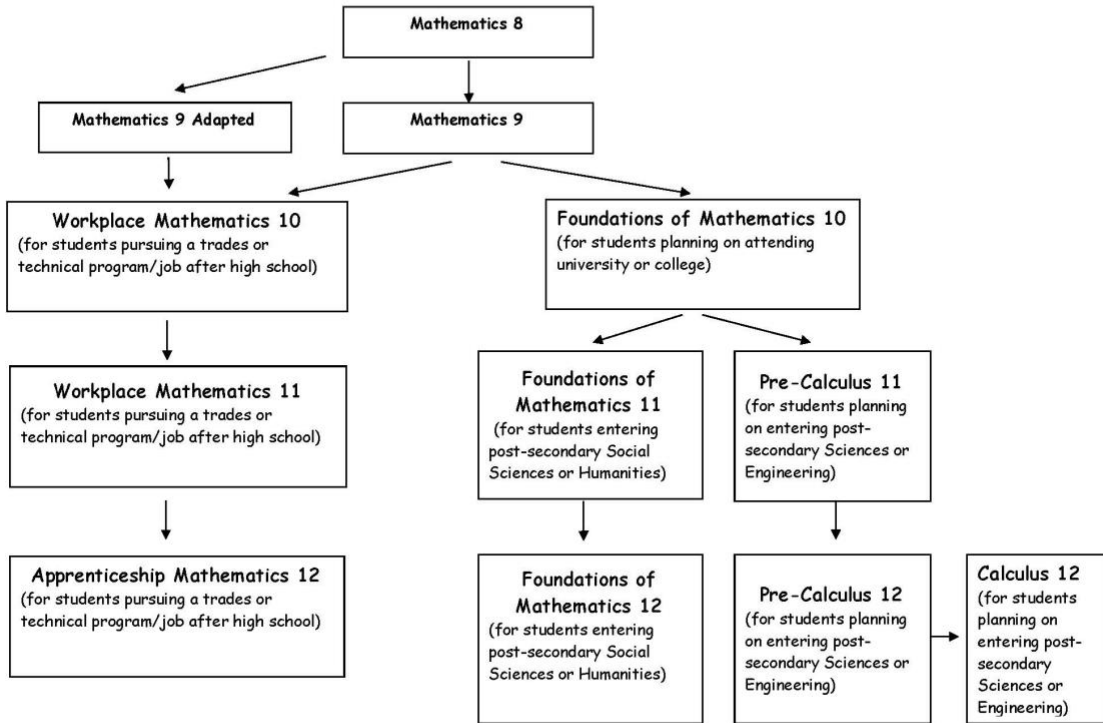 Mathematics 8
Mathematics 9 Adapted
Mathematics 9
Workplace Mathematics 10
(for students pursuing a trades or
technical program/job after high school)
Foundations of Mathematics 10
(for students planning on attending
university or college)
Workplace Mathematics 11
(for students pursuing a trades or
technical program/job after high school)
Foundations of
Mathematics 11
(for students entering
post-secondary Social
Sciences or Humanities)
Pre-Calculus 11
(for students planning
on entering post-
secondary Sciences or
Engineering)
Apprenticeship Mathematics 12
(for students pursuing a trades or
technical program/job after high school)
Foundations of
Mathematics 12
(for students entering
post-secondary Social
Sciences or Humanities)
Pre-Calculus 12
(for students planning
on entering post-
secondary Sciences or
Engineering)
Calculus 12
(for students
planning on
entering post-
secondary
Sciences or
Engineering)